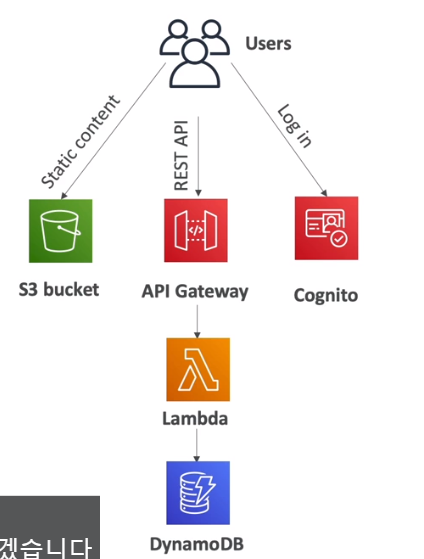 Users
Static content
REST API
Log in
S3 bucket
API Gateway
Cognito
Lambda
DynamoDB
겠습니다